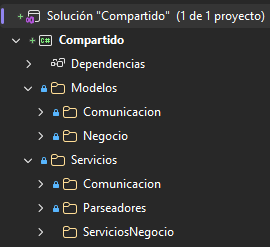 Solución "Compartido" (1 de 1 proyecto)
C# Compartido
Dependencias
Modelos
Comunicacion
Negocio
Servicios
Comunicacion
Parseadores
ServiciosNegocio